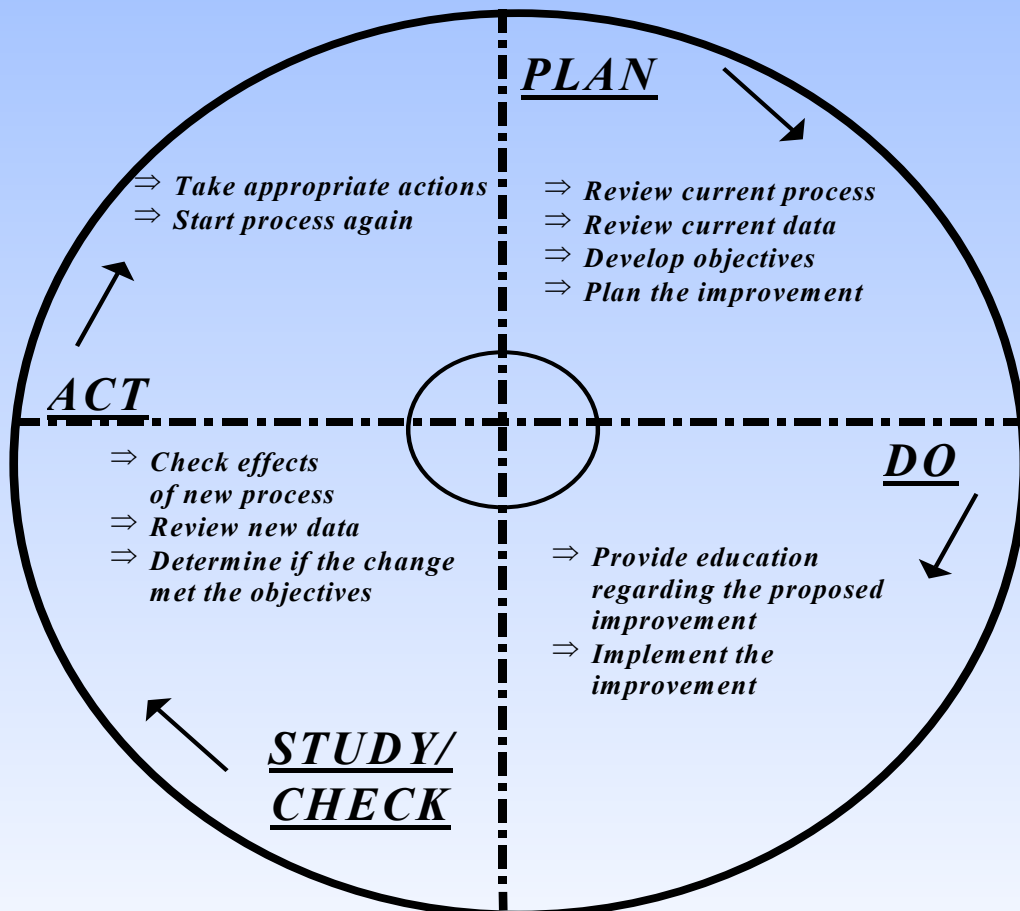 PLAN
⇒ Review current process
⇒ Review current data
⇒ Develop objectives
⇒ Plan the improvement
DO
⇒ Provide education
regarding the proposed
improvement
⇒ Implement the
improvement
STUDY/
CHECK
⇒ Check effects
of new process
⇒ Review new data
⇒ Determine if the change
met the objectives
ACT
⇒ Take appropriate actions
⇒ Start process again